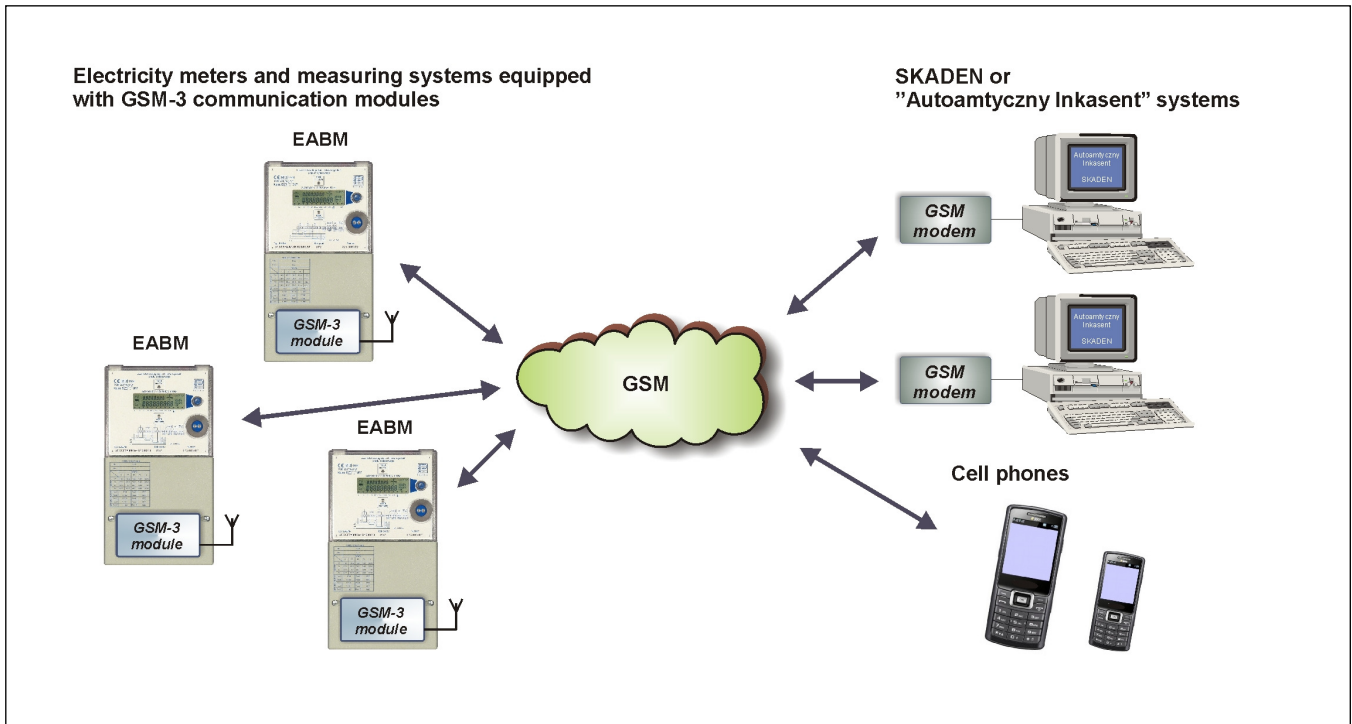 Electricity meters and measuring systems equipped
with GSM-3 communication modules
EABM
GSM-3
module
EABM
GSM-3
module
EABM
GSM-3
module
GSM
SKADEN or
”Autoamtyczny Inkasent” systems
Autoamtyczny
Inkasent
SKADEN
GSM
modem
Autoamtyczny
Inkasent
SKADEN
GSM
modem
Cell phones